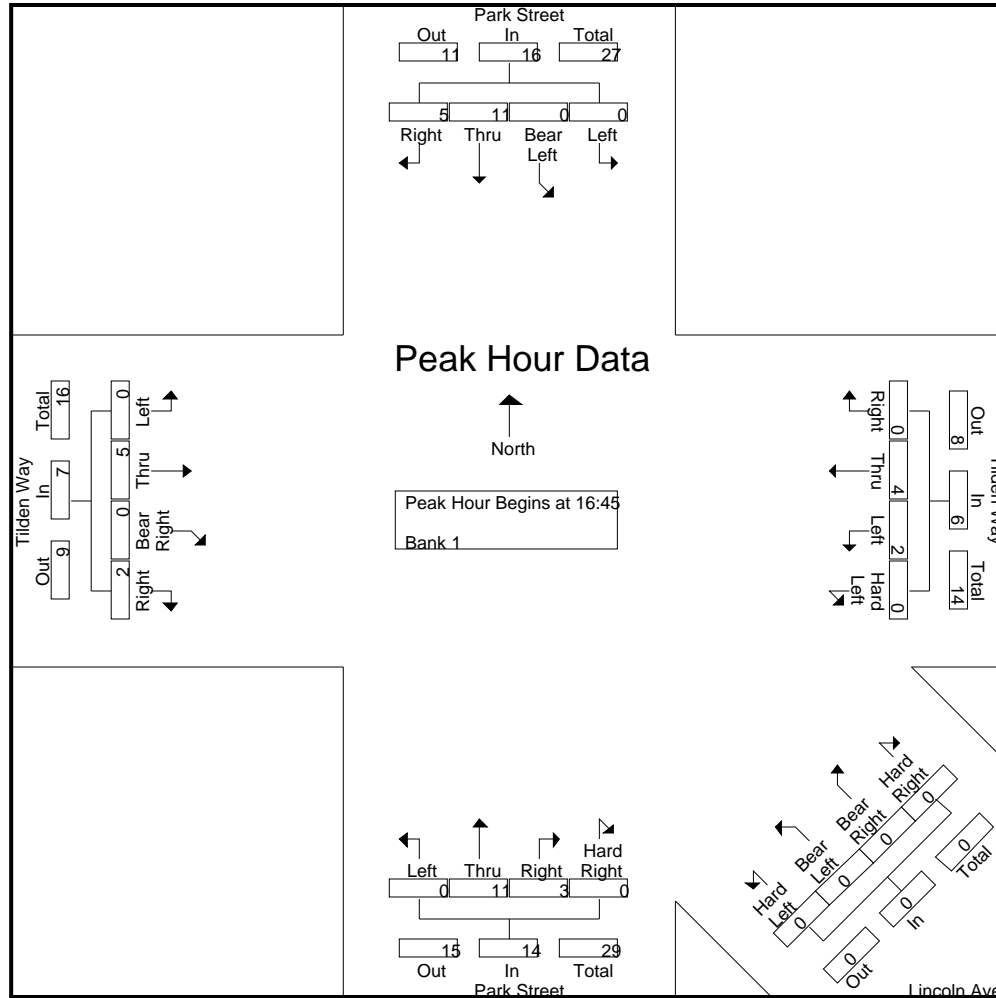 Park Street
Out In Total
11 16 27
5 11 0 0
Right Thru Bear Left Left
Peak Hour Data
North
Peak Hour Begins at 16:45
Bank 1
Tilden Way
Total In Out
16 7 9
0 5 0 2
Left Thru Bear Right Right
Right Thru Left Hard Left
0 4 2 0
Out In Total
8 6 14
Tilden Way
Left Thru Right Hard Right
0 11 3 0
15 14 29
Out In Total
Park Street
Hard Left Bear Left Bear Right Hard Right
0 0 0 0
Out In Total
0 0 0
Lincoln Ave